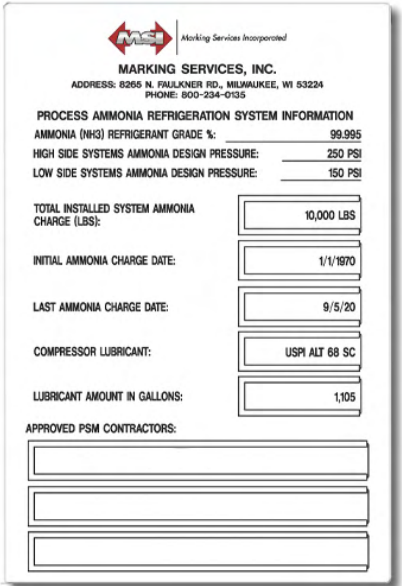 MSI
Marking Services Incorporated
MARKING SERVICES, INC.
ADDRESS: 8265 N. FAULKNER RD., MILWAUKEE, WI 53224
PHONE: 800-234-0135
PROCESS AMMONIA REFRIGERATION SYSTEM INFORMATION
AMMONIA (NH3) REFRIGERANT GRADE %: 99.995
HIGH SIDE SYSTEMS AMMONIA DESIGN PRESSURE: 250 PSI
LOW SIDE SYSTEMS AMMONIA DESIGN PRESSURE: 150 PSI
TOTAL INSTALLED SYSTEM AMMONIA
CHARGE (LBS): 10,000 LBS
INITIAL AMMONIA CHARGE DATE: 1/1/1970
LAST AMMONIA CHARGE DATE: 9/5/20
COMPRESSOR LUBRICANT: USPI ALT 68 SC
LUBRICANT AMOUNT IN GALLONS: 1,105
APPROVED PSM CONTRACTORS: